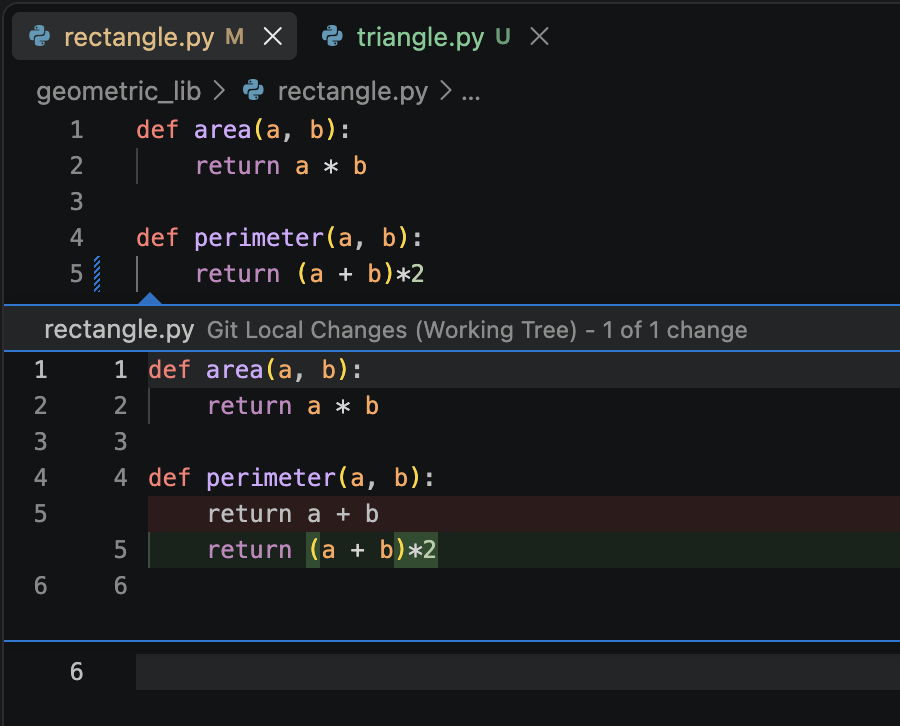 rectangle.py M × triangle.py U ×
geometric_lib > rectangle.py > ...
1 def area(a, b):
2     return a * b
3
4 def perimeter(a, b):
5     return (a + b)*2
rectangle.py Git Local Changes (Working Tree) - 1 of 1 change
1 1 def area(a, b):
2 2     return a * b
3 3
4 4 def perimeter(a, b):
5     return a + b
5     return (a + b)*2
6 6
6